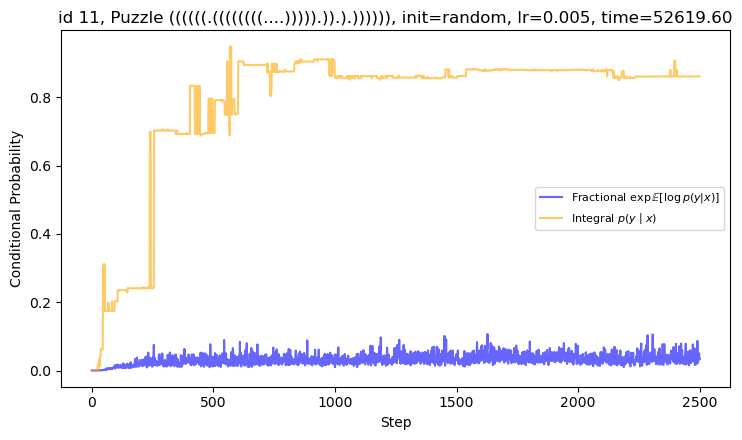 id 11, Puzzle ((((((.((((((((....))))).)).).)))))), init=random, lr=0.005, time=52619.60
Conditional Probability
0.8
0.6
0.4
0.2
0.0
Fractional exp𝔼[log p(y|x)]
Integral p(y | x)
0 500 1000 1500 2000 2500
Step